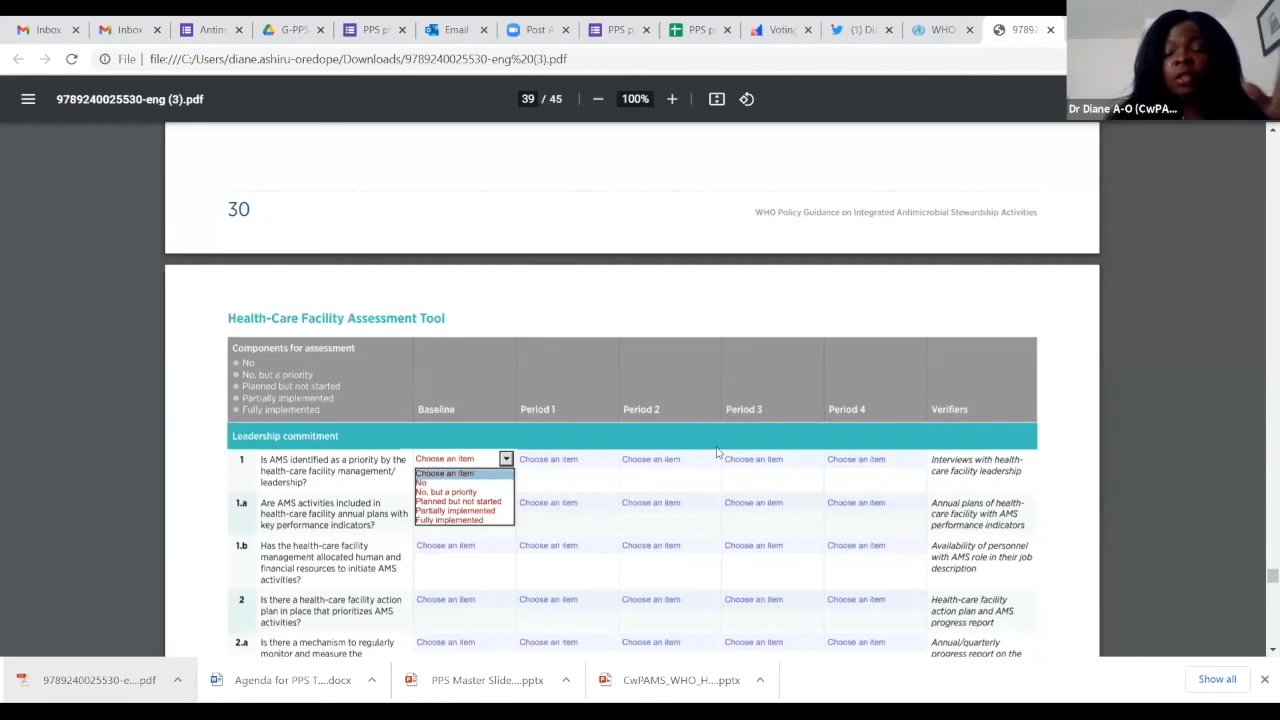 Inbox
Inbox
Antim
G-PPS
PPS p
Email
Post A
PPS p
PPS p
Voting
(1) Di
WHO
9789
File file:///C:/Users/diane.ashiru-oredope/Downloads/9789240025530-eng%20(3).pdf
9789240025530-eng (3).pdf
39 / 45
100%
Dr Diane A-O (CwPA...
30
WHO Policy Guidance on Integrated Antimicrobial Stewardship Activities
Health-Care Facility Assessment Tool
Components for assessment
No
No, but a priority
Planned but not started
Partially implemented
Fully implemented
Baseline Period 1 Period 2 Period 3 Period 4 Verifiers
Leadership commitment
1 Is AMS identified as a priority by the
health-care facility management/
leadership?
Choose an item
Choose an item
No
No, but a priority
Planned but not started
Partially implemented
Fully implemented
Choose an item Choose an item Choose an item Choose an item
Interviews with health-
care facility leadership
1.a Are AMS activities included in
health-care facility annual plans with
key performance indicators?
Choose an item Choose an item Choose an item Choose an item
Annual plans of health-
care facility with AMS
performance indicators
1.b Has the health-care facility
management allocated human and
financial resources to initiate AMS
activities?
Choose an item Choose an item Choose an item Choose an item Choose an item
Availability of personnel
with AMS role in their job
description
2 Is there a health-care facility action
plan in place that prioritizes AMS
activities?
Choose an item Choose an item Choose an item Choose an item Choose an item
Health-care facility
action plan and AMS
progress report
2.a Is there a mechanism to regularly
monitor and measure the
Choose an item Choose an item Choose an item Choose an item Choose an item
Annual/quarterly
progress report on the
9789240025530-e....pdf
Agenda for PPS T....docx
PPS Master Slide....pptx
CwPAMS_WHO_H....pptx
Show all